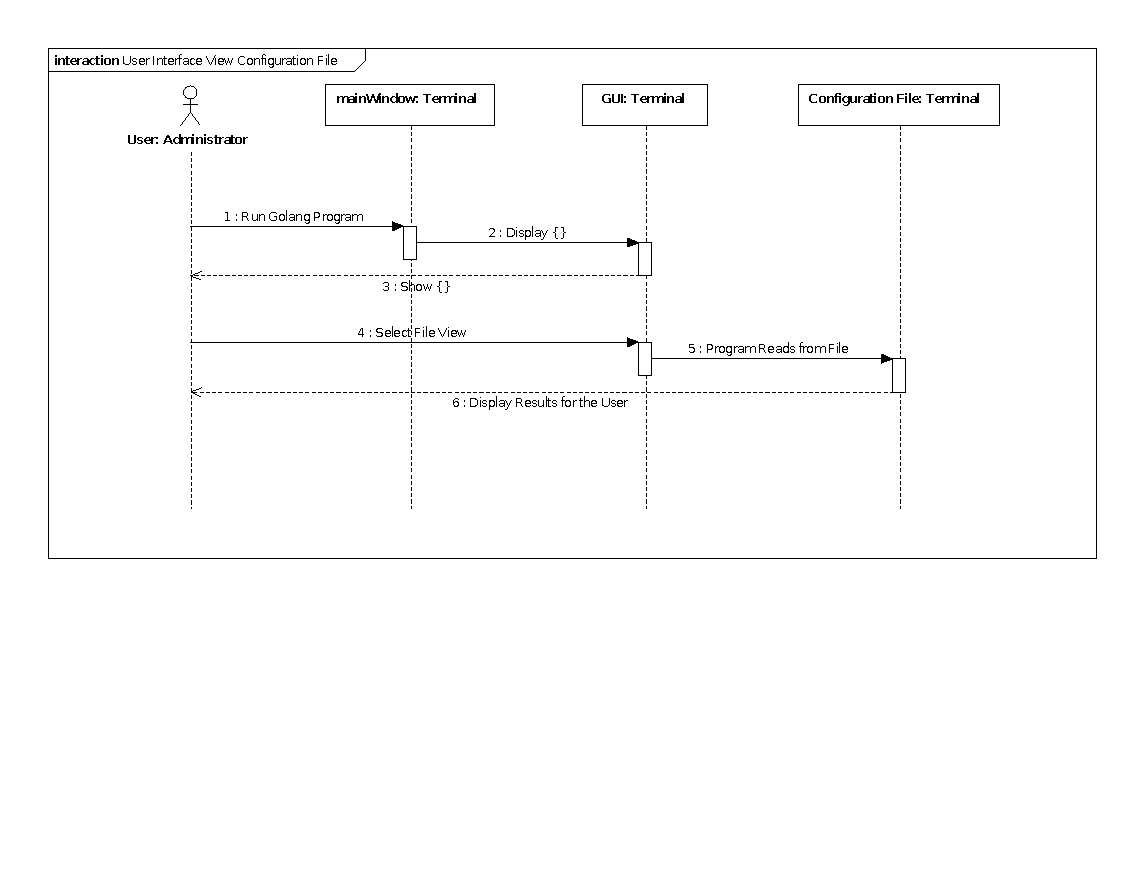 interaction User Interface View Configuration File
mainWindow: Terminal
GUI: Terminal
Configuration File: Terminal
User: Administrator
1 : Run Golang Program
2 : Display {}
3 : Show {}
4 : Select File View
5 : Program Reads from File
6 : Display Results for the User